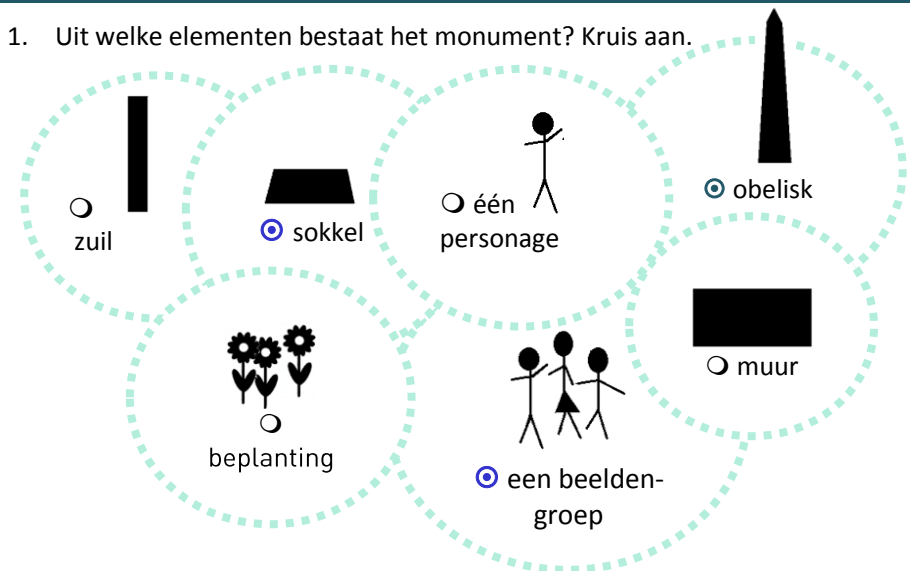 1. Uit welke elementen bestaat het monument? Kruis aan.
zuil
sokkel
één
personage
obelisk
muur
beplanting
een beelden-
groep